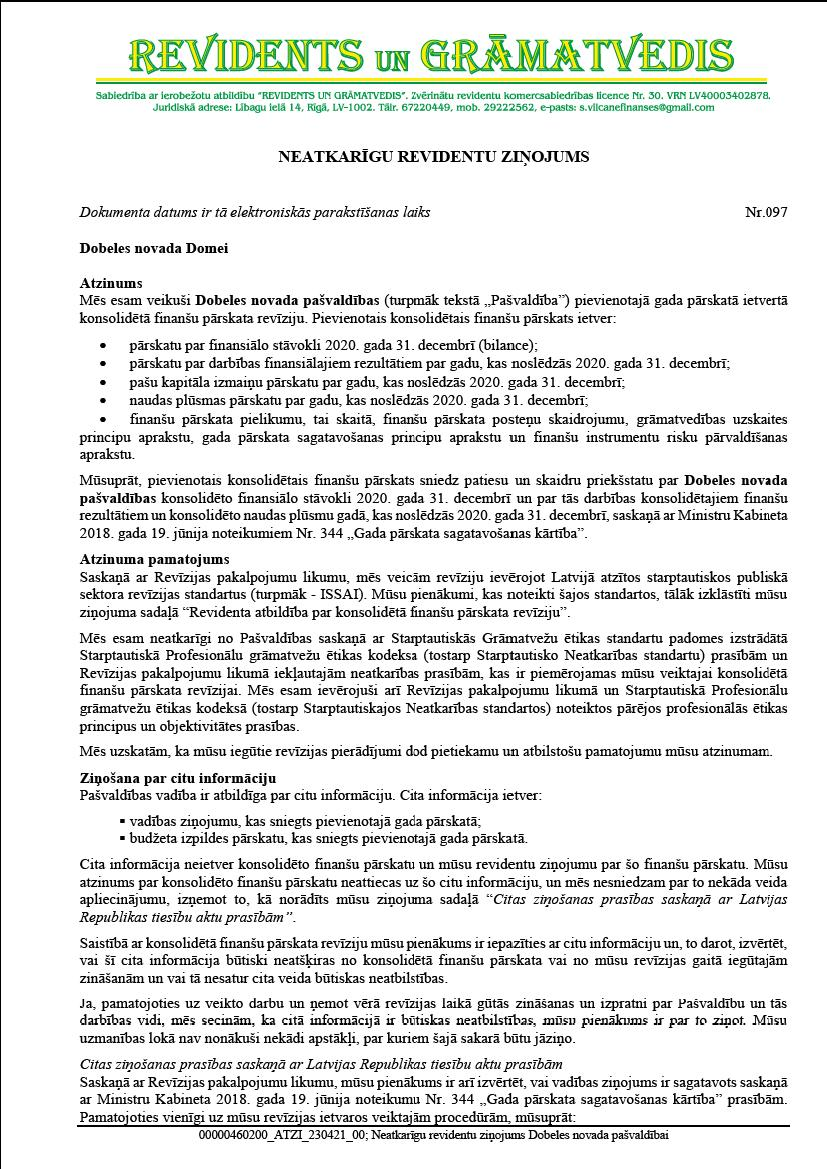 REVIDENTS UN GRĀMATVEDIS
Sabiedrība ar ierobežotu atbildību "REVIDENTS UN GRĀMATVEDIS". Zvērinātu revidentu komercsabiedrības licence Nr. 30. VRN LV40003402878.
Juridiskā adrese: Lībagu ielā 14, Rīgā, LV-1002. Tālr. 67220449, mob. 29222562, e-pasts: s.vilcanefinanses@gmail.com
NEATKARĪGU REVIDENTU ZIŅOJUMS
Dokumenta datums ir tā elektroniskās parakstīšanas laiks Nr.097
Dobeles novada Domei
Atzinums
Mēs esam veikuši Dobeles novada pašvaldības (turpmāk tekstā „Pašvaldība") pievienotajā gada pārskatā ietvertā
konsolidētā finanšu pārskata revīziju. Pievienotais konsolidētais finanšu pārskats ietver:
• pārskatu par finansiālo stāvokli 2020. gada 31. decembrī (bilance);
• pārskatu par darbības finansiālajiem rezultātiem par gadu, kas noslēdzās 2020. gada 31. decembrī;
• pašu kapitāla izmaiņu pārskatu par gadu, kas noslēdzās 2020. gada 31. decembrī;
• naudas plūsmas pārskatu par gadu, kas noslēdzās 2020. gada 31. decembrī;
• finanšu pārskata pielikumu, tai skaitā, finanšu pārskata posteņu skaidrojumu, grāmatvedības uzskaites
principu aprakstu, gada pārskata sagatavošanas principu aprakstu un finanšu instrumentu risku pārvaldīšanas
aprakstu.
Mūsuprāt, pievienotais konsolidētais finanšu pārskats sniedz patiesu un skaidru priekšstatu par Dobeles novada
pašvaldības konsolidēto finansiālo stāvokli 2020. gada 31. decembrī un par tās darbības konsolidētajiem finanšu
rezultātiem un konsolidēto naudas plūsmu gadā, kas noslēdzās 2020. gada 31. decembrī, saskaņā ar Ministru Kabineta
2018. gada 19. jūnija noteikumiem Nr. 344 „Gada pārskata sagatavošanas kārtība".
Atzinuma pamatojums
Saskaņā ar Revīzijas pakalpojumu likumu, mēs veicām revīziju ievērojot Latvijā atzītos starptautiskos publiskā
sektora revīzijas standartus (turpmāk - ISSAI). Mūsu pienākumi, kas noteikti šajos standartos, tālāk izklāstīti mūsu
ziņojuma sadaļā "Revidenta atbildība par konsolidētā finanšu pārskata revīziju".
Mēs esam neatkarīgi no Pašvaldības saskaņā ar Starptautiskās Grāmatvežu ētikas standartu padomes izstrādātā
Starptautiskā Profesionālu grāmatvežu ētikas kodeksa (tostarp Starptautisko Neatkarības standartu) prasībām un
Revīzijas pakalpojumu likumā iekļautajām neatkarības prasībām, kas ir piemērojamas mūsu veiktajai konsolidētā
finanšu pārskata revīzijai. Mēs esam ievērojuši arī Revīzijas pakalpojumu likumā un Starptautiskā Profesionālu
grāmatvežu ētikas kodeksā (tostarp Starptautiskajos Neatkarības standartos) noteiktos pārējos profesionālās ētikas
principus un objektivitātes prasības.
Mēs uzskatām, ka mūsu iegūtie revīzijas pierādījumi dod pietiekamu un atbilstošu pamatojumu mūsu atzinumam.
Ziņošana par citu informāciju
Pašvaldības vadība ir atbildīga par citu informāciju. Cita informācija ietver:
▪ vadības ziņojumu, kas sniegts pievienotajā gada pārskatā;
▪ budžeta izpildes pārskatu, kas sniegts pievienotajā gada pārskatā.
Cita informācija neietver konsolidēto finanšu pārskatu un mūsu revidentu ziņojumu par šo finanšu pārskatu. Mūsu
atzinums par konsolidēto finanšu pārskatu neattiecas uz šo citu informāciju, un mēs nesniedzam par to nekāda veida
apliecinājumu, izņemot to, kā norādīts mūsu ziņojuma sadaļā "Citas ziņošanas prasības saskaņā ar Latvijas
Republikas tiesību aktu prasībām".
Saistībā ar konsolidētā finanšu pārskata revīziju mūsu pienākums ir iepazīties ar citu informāciju un, to darot, izvērtēt,
vai šī cita informācija būtiski neatšķiras no konsolidētā finanšu pārskata vai no mūsu revīzijas gaitā iegūtajām
zināšanām un vai tā nesatur cita veida būtiskas neatbilstības.
Ja, pamatojoties uz veikto darbu un ņemot vērā revīzijas laikā gūtās zināšanas un izpratni par Pašvaldību un tās
darbības vidi, mēs secinām, ka citā informācijā ir būtiskas neatbilstības, mūsu pienākums ir par to ziņot. Mūsu
uzmanības lokā nav nonākuši nekādi apstākļi, par kuriem šajā sakarā būtu jāziņo.
Citas ziņošanas prasības saskaņā ar Latvijas Republikas tiesību aktu prasībām
Saskaņā ar Revīzijas pakalpojumu likumu, mūsu pienākums ir arī izvērtēt, vai vadības ziņojums ir sagatavots saskaņā
ar Ministru Kabineta 2018. gada 19. jūnija noteikumu Nr. 344 „Gada pārskata sagatavošanas kārtība" prasībām.
Pamatojoties vienīgi uz mūsu revīzijas ietvaros veiktajām procedūrām, mūsuprāt:
00000460200_ATZI_230421_00; Neatkarīgu revidentu ziņojums Dobeles novada pašvaldībai